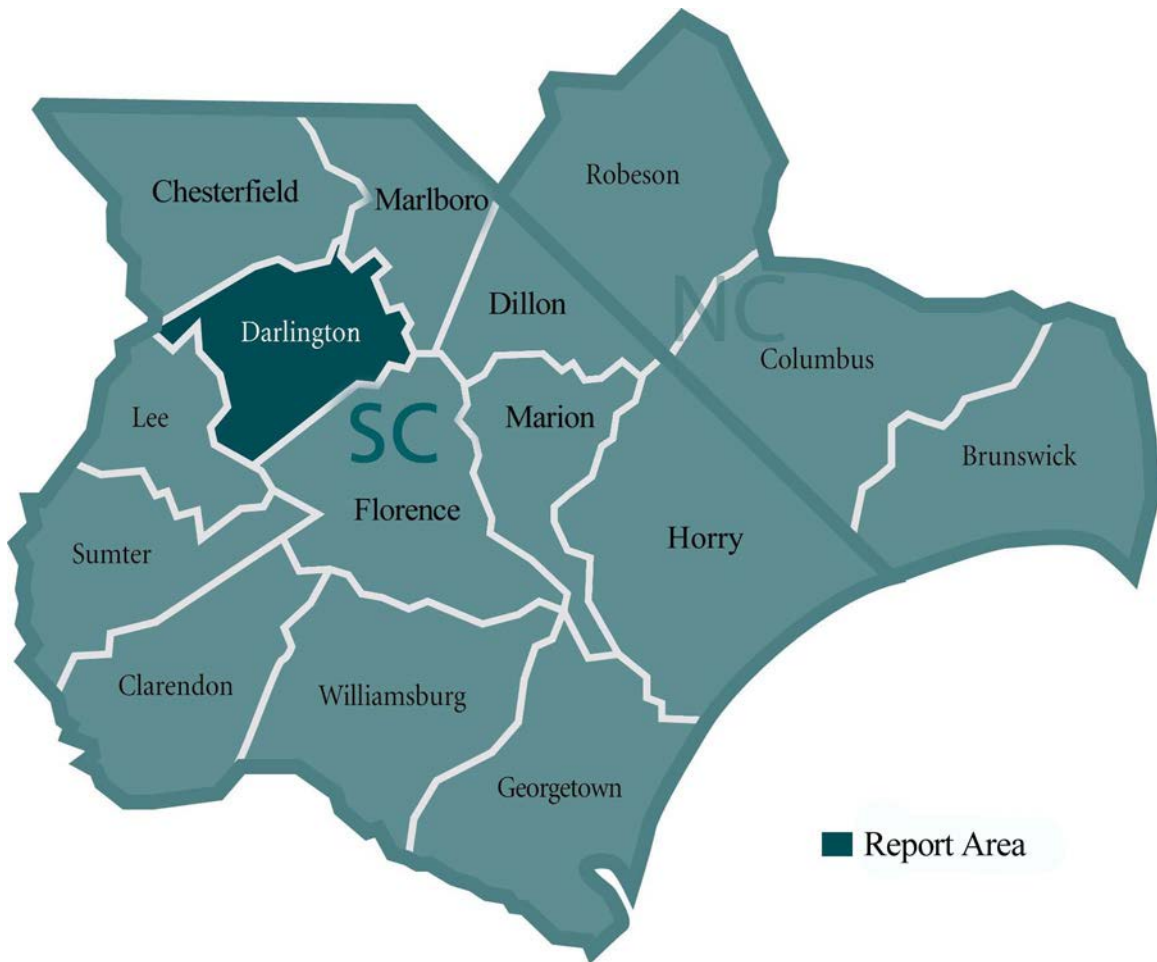 Robeson
Chesterfield
Marlboro
Dillon
NC
Darlington
Columbus
Lee
SC
Marion
Brunswick
Florence
Horry
Sumter
Clarendon
Williamsburg
Georgetown
Report Area